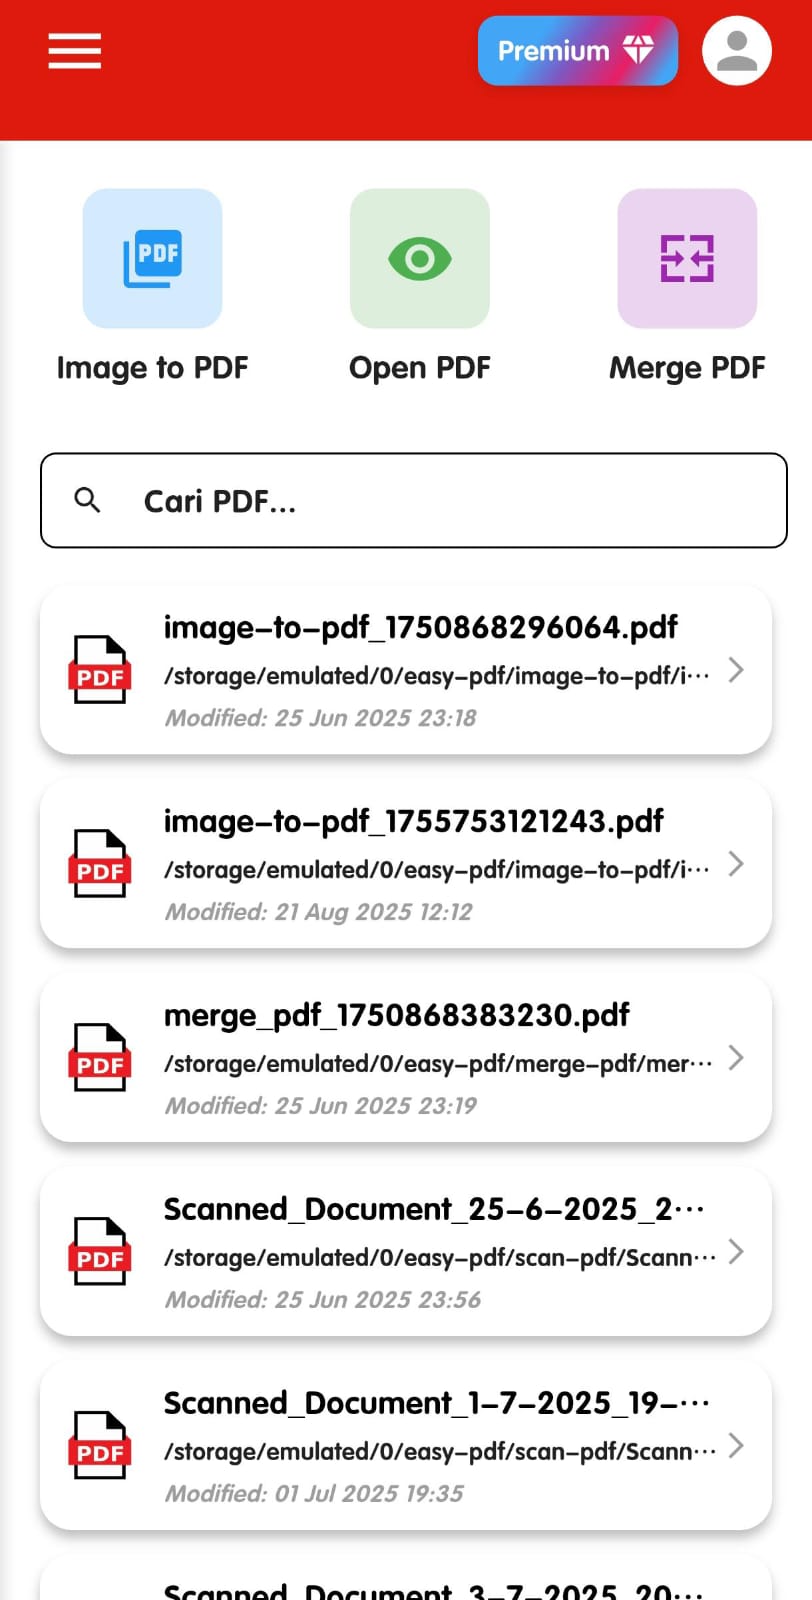 Premium
PDF
Image to PDF
Open PDF
Merge PDF
Cari PDF...
image-to-pdf_1750868296064.pdf
PDF
/storage/emulated/0/easy-pdf/image-to-pdf/i...
Modified: 25 Jun 2025 23:18
image-to-pdf_1755753121243.pdf
PDF
/storage/emulated/0/easy-pdf/image-to-pdf/i...
Modified: 21 Aug 2025 12:12
merge_pdf_1750868383230.pdf
PDF
/storage/emulated/0/easy-pdf/merge-pdf/mer...
Modified: 25 Jun 2025 23:19
Scanned_Document_25-6-2025_2...
PDF
/storage/emulated/0/easy-pdf/scan-pdf/Scann...
Modified: 25 Jun 2025 23:56
Scanned_Document_1-7-2025_19-...
PDF
/storage/emulated/0/easy-pdf/scan-pdf/Scann...
Modified: 01 Jul 2025 19:35
Scanned_Document_3-7-2025_20...